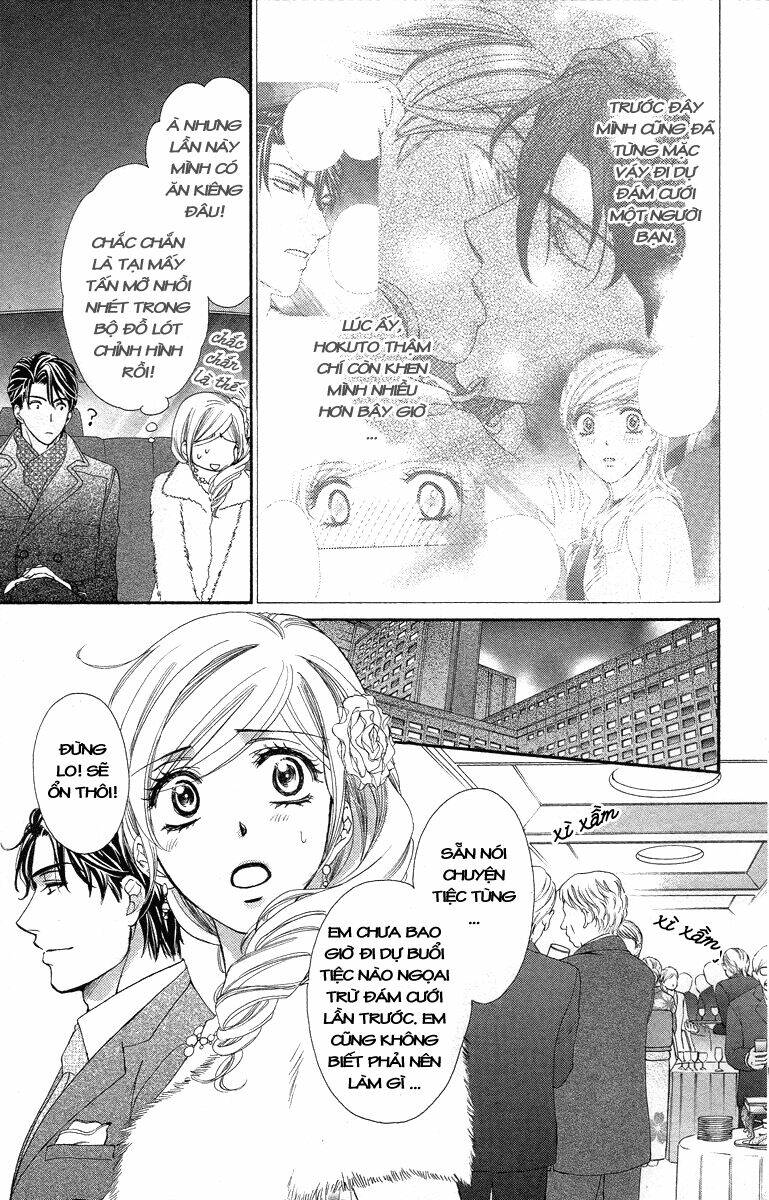 TRƯỚC ĐÂY
MÌNH CŨNG ĐÃ
TỪNG MẶC
VÁY ĐI DỰ
ĐÁM CƯỚI
MỘT NGƯỜI
BẠN.
LÚC ẤY,
HOKUTO THẬM
CHÍ CÒN KHEN
MÌNH NHIỀU
HƠN BÂY GIỜ
...
À NHƯNG
LẦN NÀY
MÌNH CÓ
ĂN KIÊNG
ĐÂU!
CHẮC CHẮN
LÀ TẠI MẤY
TẤN MỠ NHỒI
NHÉT TRONG
BỘ ĐỒ LÓT
CHỈNH HÌNH
RỒI!
chắc
chắn
là thế
?
xì xầm
xì xầm
SẴN NÓI
CHUYỆN
TIỆC TÙNG
...
EM CHƯA BAO
GIỜ ĐI DỰ BUỔI
TIỆC NÀO NGOẠI
TRỪ ĐÁM CƯỚI
LẦN TRƯỚC. EM
CŨNG KHÔNG
BIẾT PHẢI NÊN
LÀM GÌ ...
ĐỪNG
LO! SẼ
ỔN THÔI!